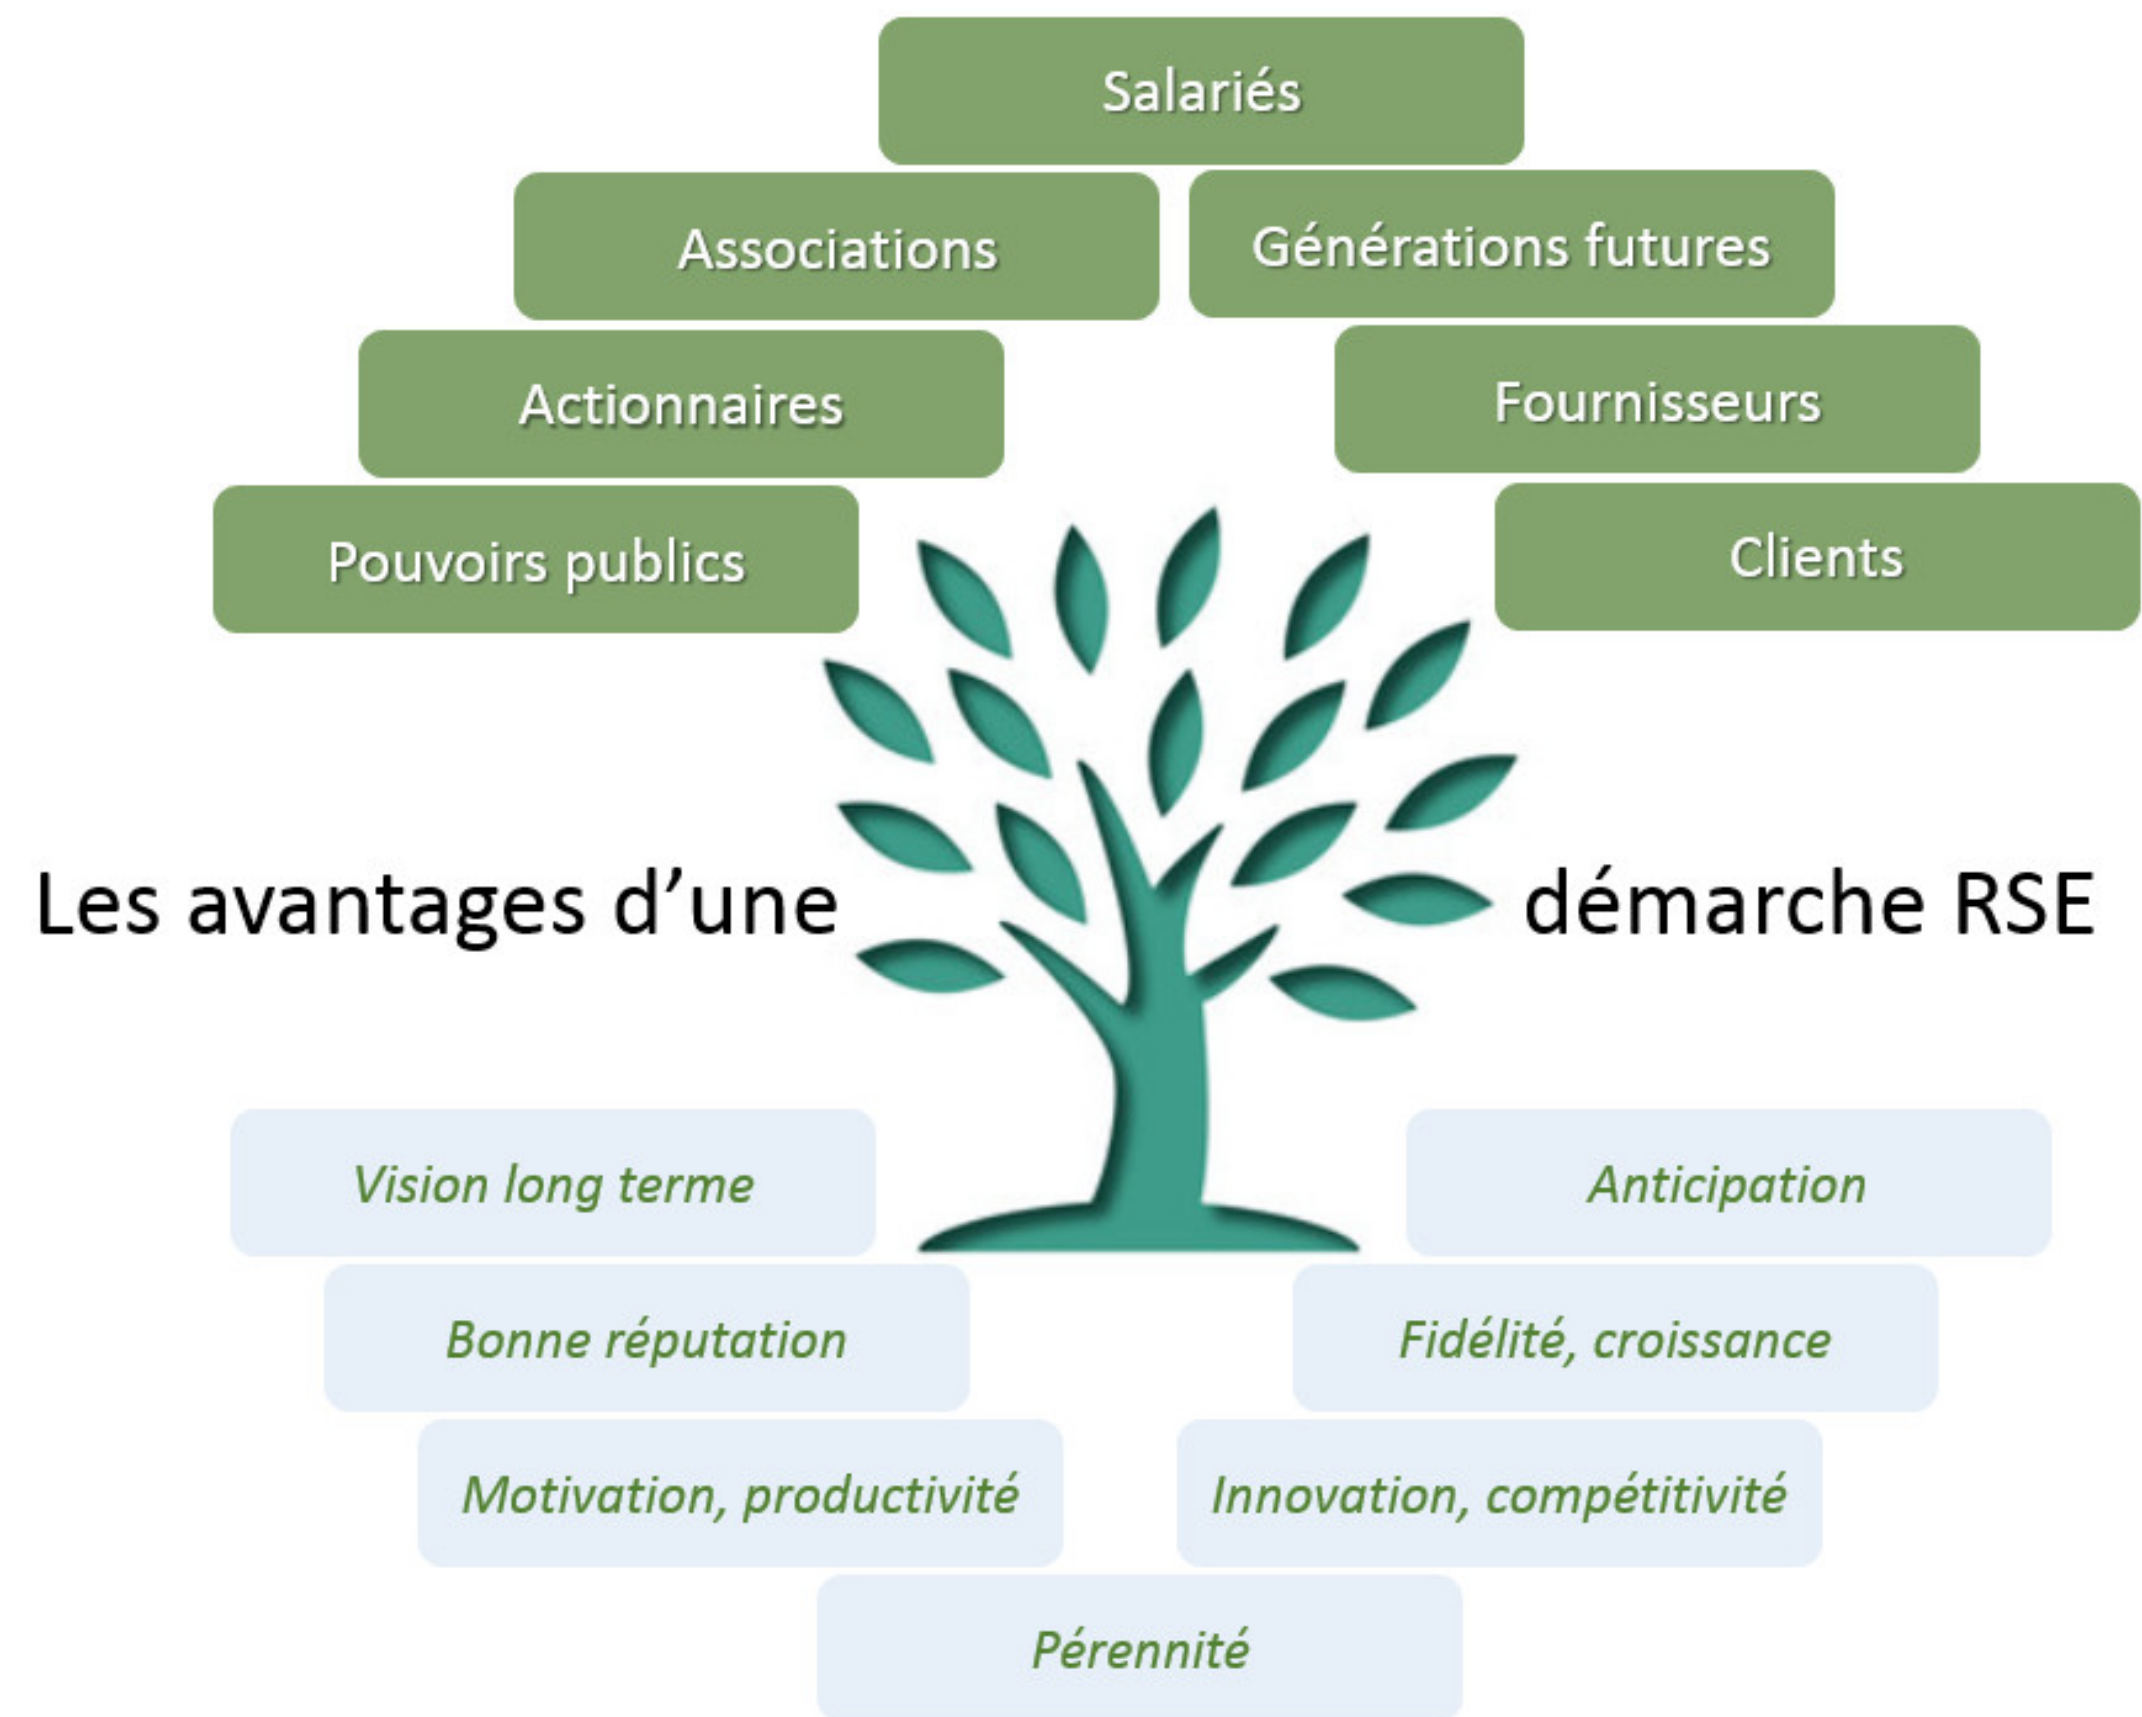 Salariés
Associations
Générations futures
Actionnaires
Fournisseurs
Pouvoirs publics
Clients
Les avantages d’une démarche RSE
Vision long terme
Anticipation
Bonne réputation
Fidélité, croissance
Motivation, productivité
Innovation, compétitivité
Pérennité